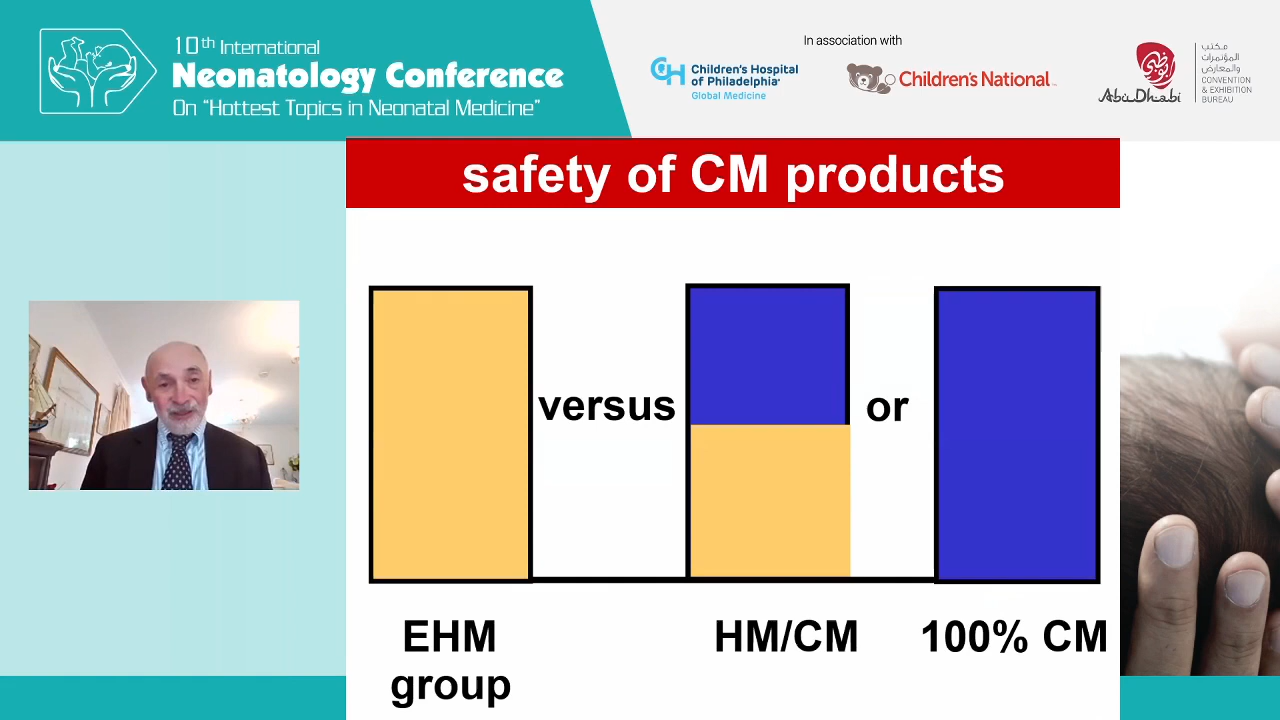 10th International
Neonatology Conference
On "Hottest Topics in Neonatal Medicine"
In association with
Children's Hospital
of Philadelphia
Global Medicine
Children's National
Abu Dhabi
أبوظبي
مكتب
المؤتمرات
والمعارض
CONVENTION
& EXHIBITION
BUREAU
safety of CM products
versus
or
EHM
group
HM/CM
100% CM